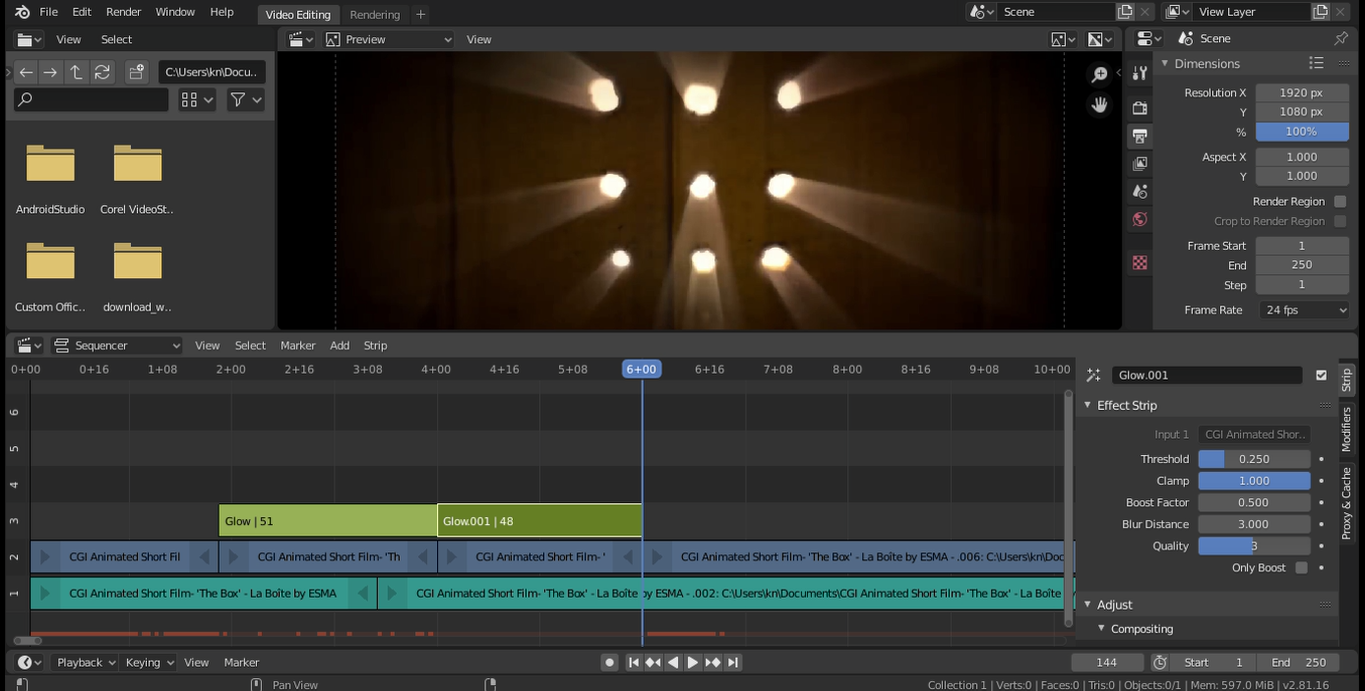 File Edit Render Window Help Video Editing Rendering + Scene View Layer
View Select Preview View Scene
C:\Users\kn\Docu..
AndroidStudio Corel VideoSt..
Custom Offic.. download_w..
Dimensions
Resolution X 1920 px
Y 1080 px
% 100%
Aspect X 1.000
Y 1.000
Render Region
Crop to Render Region
Frame Start 1
End 250
Step 1
Frame Rate 24 fps
Sequencer View Select Marker Add Strip
0+00 0+16 1+08 2+00 2+16 3+08 4+00 4+16 5+08 6+00 6+16 7+08 8+00 8+16 9+08 10+00
6
5
4
3 Glow | 51 Glow.001 | 48
2 CGI Animated Short Fil CGI Animated Short Film- 'Th CGI Animated Short Film- ' CGI Animated Short Film- 'The Box' - La Boîte by ESMA - .006: C:\Users\kn\Doc
1 CGI Animated Short Film- 'The Box' - La Boîte by ESMA CGI Animated Short Film- 'The Box' - La Boîte by ESMA - .002: C:\Users\kn\Documents\CGI Animated Short Film- 'The Box' - La Boîte
Glow.001
Effect Strip
Input 1 CGI Animated Shor..
Threshold 0.250
Clamp 1.000
Boost Factor 0.500
Blur Distance 3.000
Quality 3
Only Boost
Adjust
Compositing
Strip
Modifiers
Proxy & Cache
Playback Keying View Marker 144 Start 1 End 250
Pan View Collection 1 | Verts:0 | Faces:0 | Tris:0 | Objects:0/1 | Mem: 597.0 MiB | v2.81.16